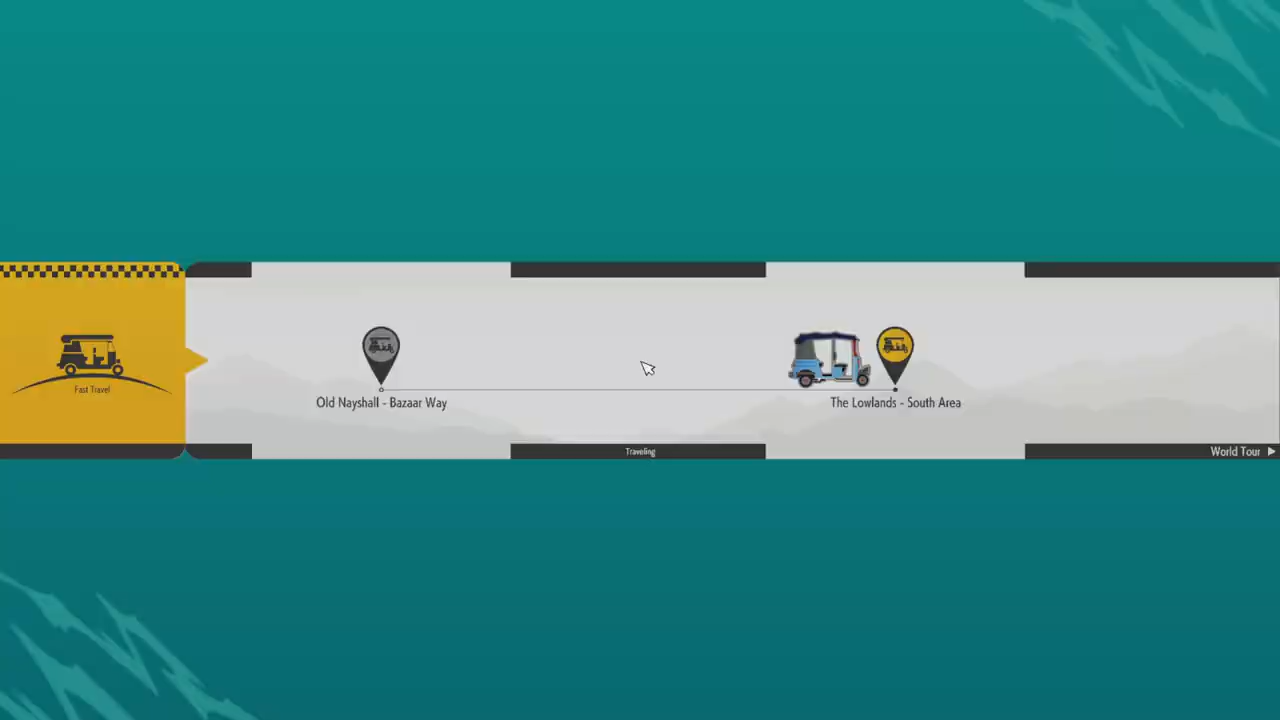 Fast Travel
Old Nayshall - Bazaar Way
The Lowlands - South Area
Traveling
World Tour